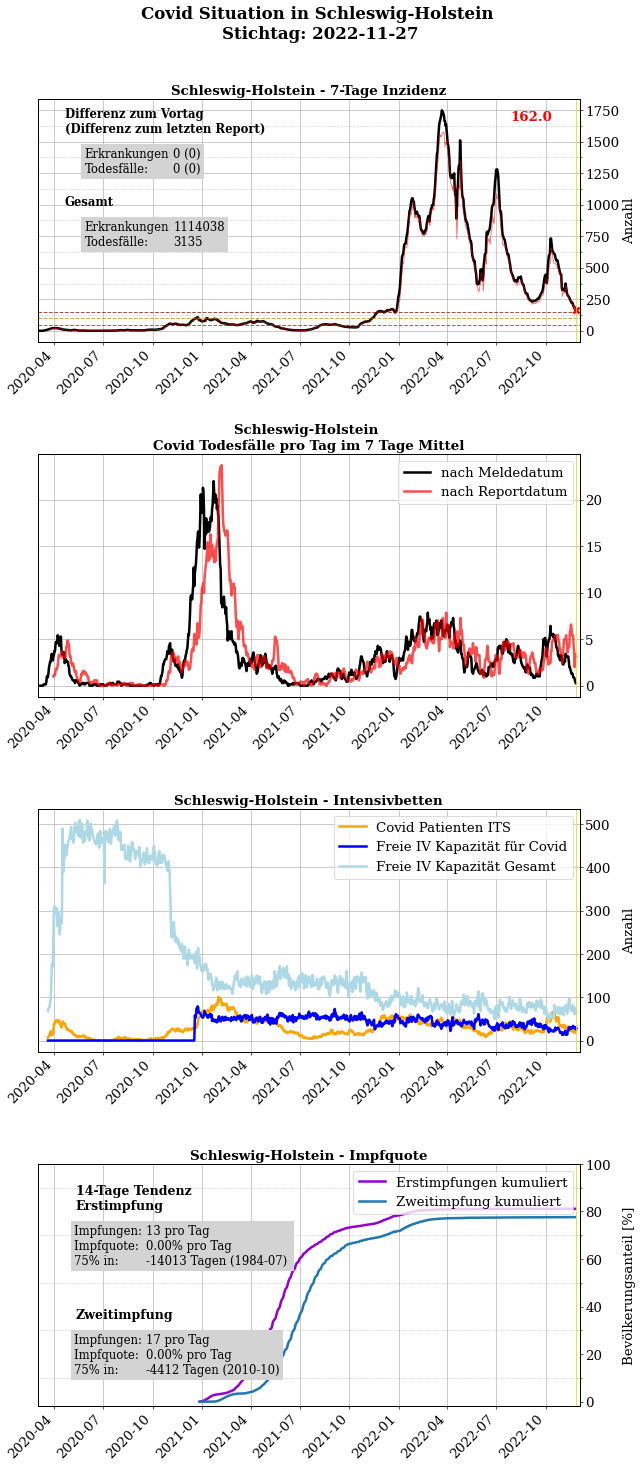 Covid Situation in Schleswig-Holstein
Stichtag: 2022-11-27
Schleswig-Holstein - 7-Tage Inzidenz
Differenz zum Vortag
(Differenz zum letzten Report)
Erkrankungen 0 (0)
Todesfälle: 0 (0)
Gesamt
Erkrankungen 1114038
Todesfälle: 3135
162.0
1750
1500
1250
1000
750
500
250
0
Anzahl
2020-04 2020-07 2020-10 2021-01 2021-04 2021-07 2021-10 2022-01 2022-04 2022-07 2022-10
Schleswig-Holstein
Covid Todesfälle pro Tag im 7 Tage Mittel
nach Meldedatum
nach Reportdatum
20
15
10
5
0
2020-04 2020-07 2020-10 2021-01 2021-04 2021-07 2021-10 2022-01 2022-04 2022-07 2022-10
Schleswig-Holstein - Intensivbetten
Covid Patienten ITS
Freie IV Kapazität für Covid
Freie IV Kapazität Gesamt
500
400
300
200
100
0
Anzahl
2020-04 2020-07 2020-10 2021-01 2021-04 2021-07 2021-10 2022-01 2022-04 2022-07 2022-10
Schleswig-Holstein - Impfquote
14-Tage Tendenz
Erstimpfung
Impfungen: 13 pro Tag
Impfquote: 0.00% pro Tag
75% in: -14013 Tagen (1984-07)
Zweitimpfung
Impfungen: 17 pro Tag
Impfquote: 0.00% pro Tag
75% in: -4412 Tagen (2010-10)
Erstimpfungen kumuliert
Zweitimpfung kumuliert
100
80
60
40
20
0
Bevölkerungsanteil [%]
2020-04 2020-07 2020-10 2021-01 2021-04 2021-07 2021-10 2022-01 2022-04 2022-07 2022-10